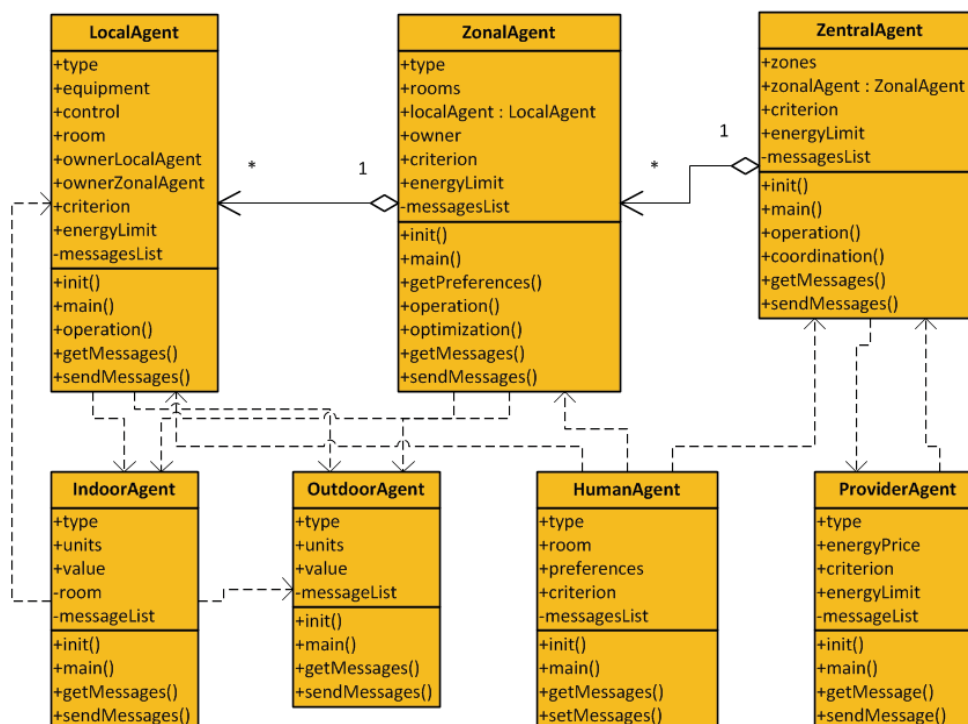 LocalAgent
+type
+equipment
+control
+room
+ownerLocalAgent
+ownerZonalAgent
+criterion
+energyLimit
-messagesList
+init()
+main()
+operation()
+getMessages()
+sendMessages()
*
1
ZonalAgent
+type
+rooms
+localAgent : LocalAgent
+owner
+criterion
+energyLimit
-messagesList
+init()
+main()
+getPreferences()
+operation()
+optimization()
+getMessages()
+sendMessages()
*
1
ZentralAgent
+zones
+zonalAgent : ZonalAgent
+criterion
+energyLimit
-messagesList
+init()
+main()
+operation()
+coordination()
+getMessages()
+sendMessages()
IndoorAgent
+type
+units
+value
-room
-messageList
+init()
+main()
+getMessages()
+sendMessages()
OutdoorAgent
+type
+units
+value
-messageList
+init()
+main()
+getMessages()
+sendMessages()
HumanAgent
+type
+room
+preferences
+criterion
-messagesList
+init()
+main()
+getMessages()
+setMessages()
ProviderAgent
+type
+energyPrice
+criterion
+energyLimit
-messageList
+init()
+main()
+getMessage()
+sendMessage()